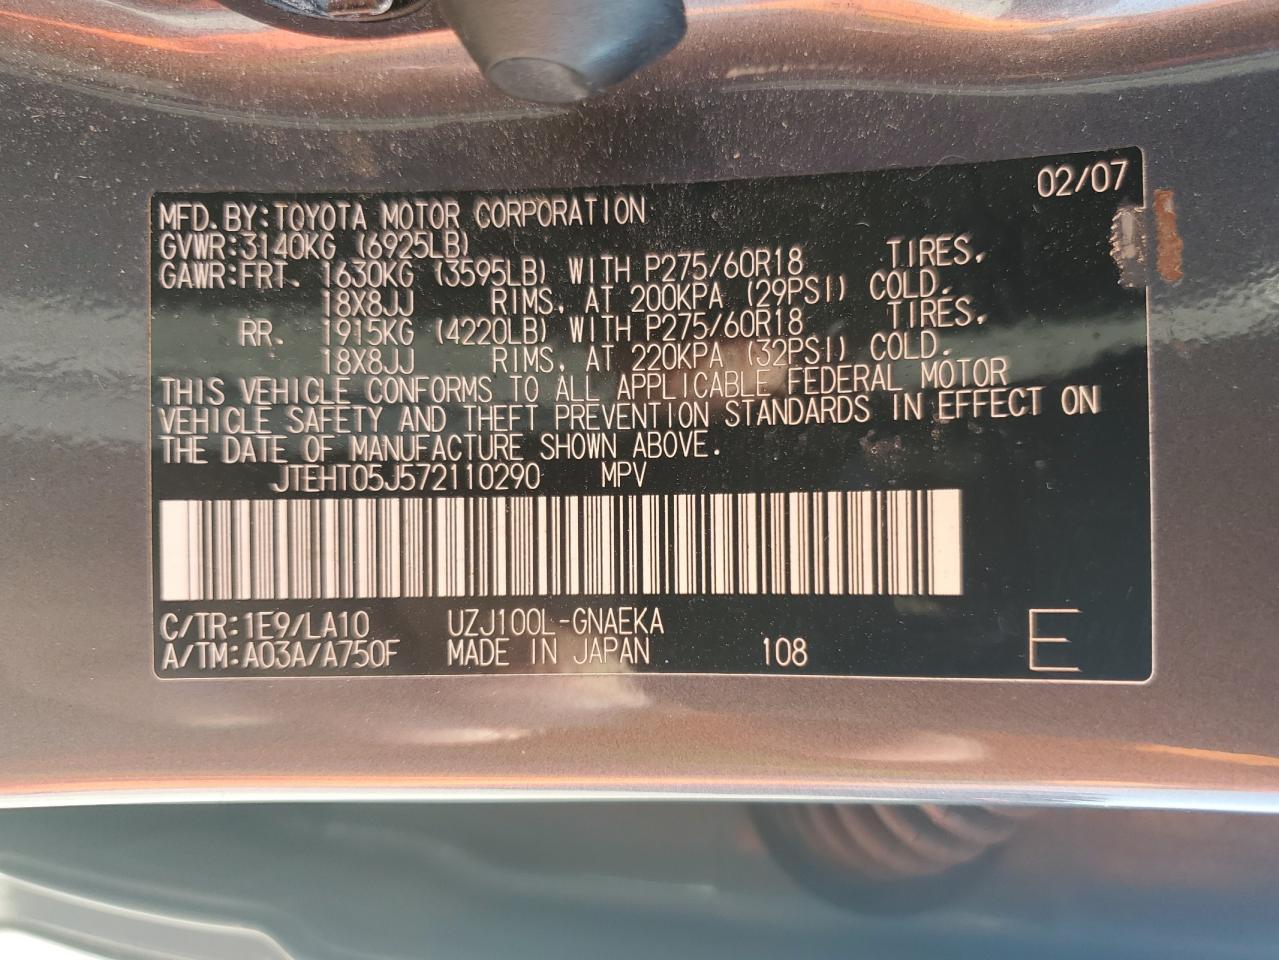 02/07
MFD.BY:TOYOTA MOTOR CORPORATION
GVWR:3140KG (6925LB)
GAWR:FRT. 1630KG (3595LB) WITH P275/60R18 TIRES,
18X8JJ RIMS, AT 200KPA (29PSI) COLD.
RR. 1915KG (4220LB) WITH P275/60R18 TIRES,
18X8JJ RIMS, AT 220KPA (32PSI) COLD.
THIS VEHICLE CONFORMS TO ALL APPLICABLE FEDERAL MOTOR
VEHICLE SAFETY AND THEFT PREVENTION STANDARDS IN EFFECT ON
THE DATE OF MANUFACTURE SHOWN ABOVE.
JTEHT05J572110290 MPV
C/TR:1E9/LA10 UZJ100L-GNAEKA
A/TM:A03A/A750F MADE IN JAPAN 108 E